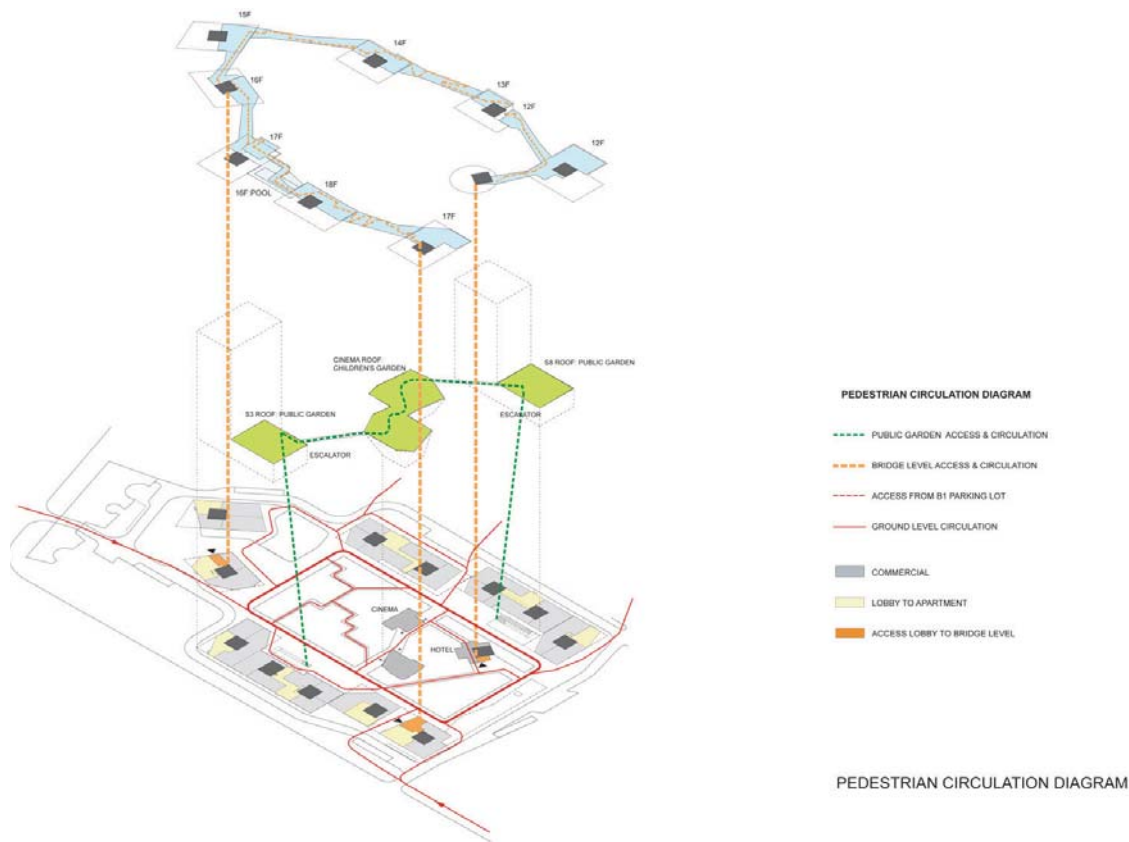 15F
14F
13F
12F
16F
12F
17F
16F POOL
18F
17F
CINEMA ROOF:
CHILDREN'S GARDEN
S8 ROOF: PUBLIC GARDEN
S3 ROOF: PUBLIC GARDEN
ESCALATOR
ESCALATOR
CINEMA
HOTEL
PEDESTRIAN CIRCULATION DIAGRAM
PUBLIC GARDEN ACCESS & CIRCULATION
BRIDGE LEVEL ACCESS & CIRCULATION
ACCESS FROM B1 PARKING LOT
GROUND LEVEL CIRCULATION
COMMERCIAL
LOBBY TO APARTMENT
ACCESS LOBBY TO BRIDGE LEVEL
PEDESTRIAN CIRCULATION DIAGRAM